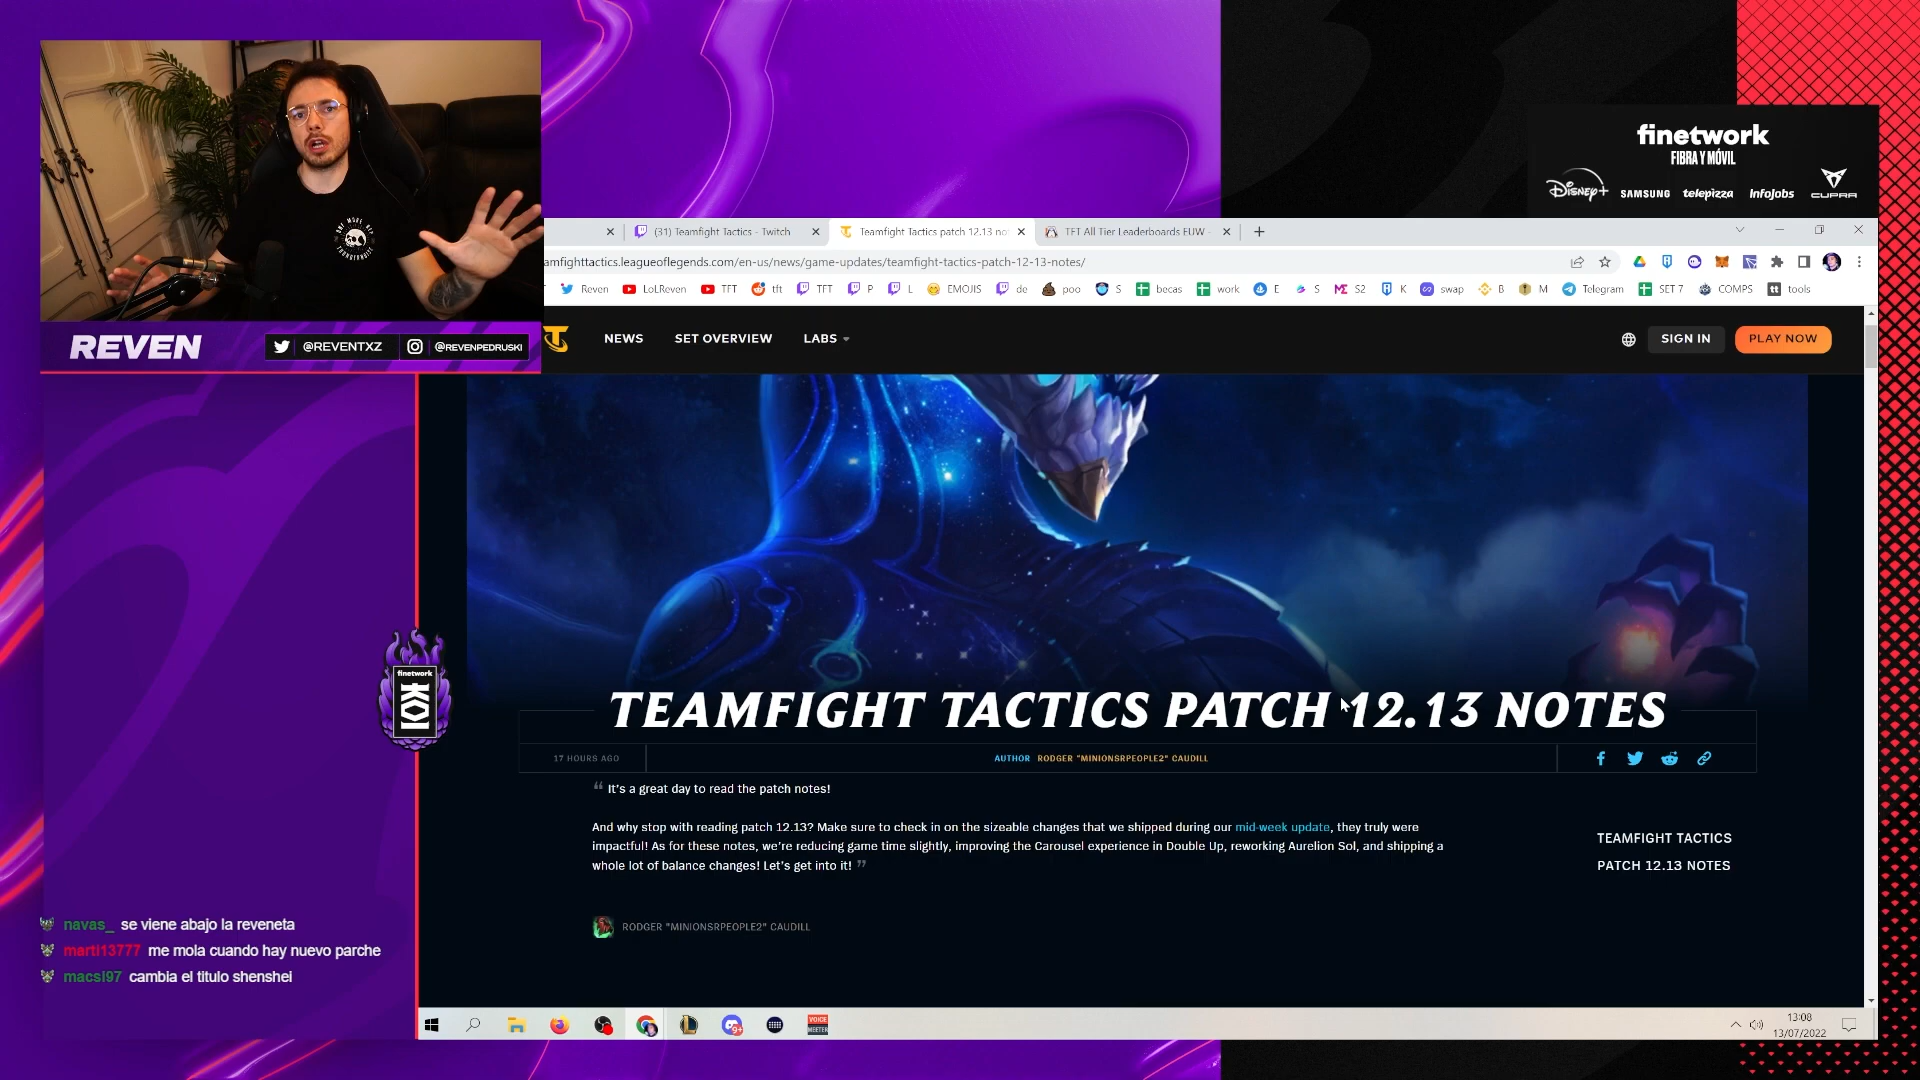 finetwork
FIBRA Y MÓVIL
Disney+ SAMSUNG telepizza InfoJobs CUPRA
(31) Teamfight Tactics - Twitch
Teamfight Tactics patch 12.13 no
TFT All Tier Leaderboards EUW -
amfighttactics.leagueoflegends.com/en-us/news/game-updates/teamfight-tactics-patch-12-13-notes/
Reven LoLReven TFT tft TFT P L EMOJIS de poo S becas work E S S2 K swap B M Telegram SET 7 COMPS tools
NEWS SET OVERVIEW LABS
SIGN IN PLAY NOW
REVEN @REVENTXZ @REVENPEDRUSKI
TEAMFIGHT TACTICS PATCH 12.13 NOTES
17 HOURS AGO
AUTHOR RODGER "MINIONSRPEOPLE2" CAUDILL
“ It's a great day to read the patch notes!
And why stop with reading patch 12.13? Make sure to check in on the sizeable changes that we shipped during our mid-week update, they truly were
impactful! As for these notes, we're reducing game time slightly, improving the Carousel experience in Double Up, reworking Aurelion Sol, and shipping a
whole lot of balance changes! Let's get into it! ”
RODGER "MINIONSRPEOPLE2" CAUDILL
TEAMFIGHT TACTICS
PATCH 12.13 NOTES
finetwork
KOI
navas_ se viene abajo la reveneta
marti13777 me mola cuando hay nuevo parche
macsi97 cambia el titulo shenshei
9+
VOICE
MEETER
13:08
13/07/2022